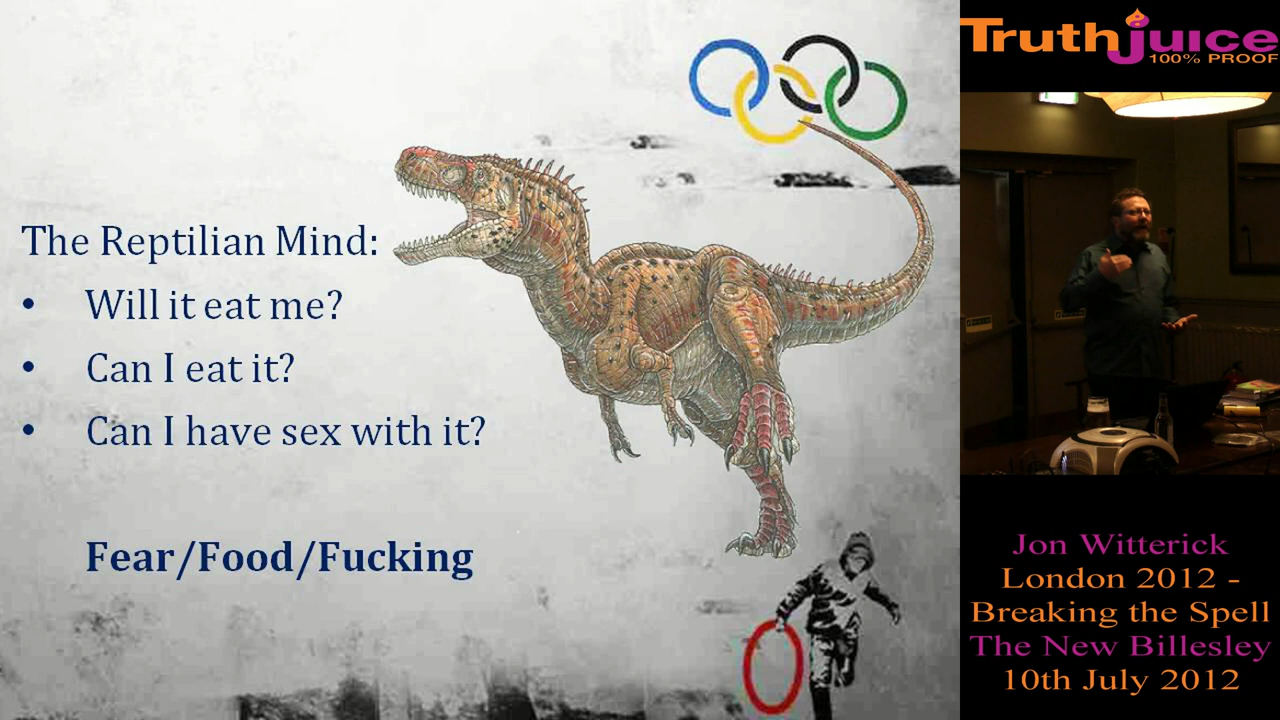 The Reptilian Mind:
• Will it eat me?
• Can I eat it?
• Can I have sex with it?
Fear/Food/Fucking
Truthjuice
100% PROOF
Jon Witterick
London 2012 -
Breaking the Spell
The New Billesley
10th July 2012